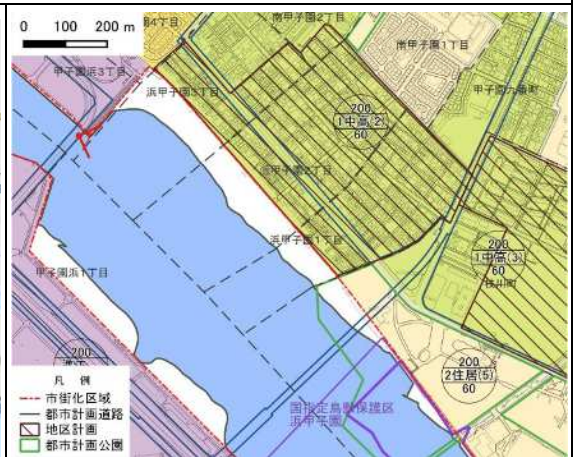 0 100 200 m
南甲子園2丁目
南甲子園1丁目
甲子園浜3丁目
浜甲子園3丁目
甲子園九番町
200
1中高(2)
60
浜甲子園2丁目
浜甲子園1丁目
200
1中高(3)
60
枝川町
甲子園浜1丁目
200
200
2住居(5)
60
国指定鳥獣保護区
浜甲子園
凡 例
市街化区域
都市計画道路
地区計画
都市計画公園